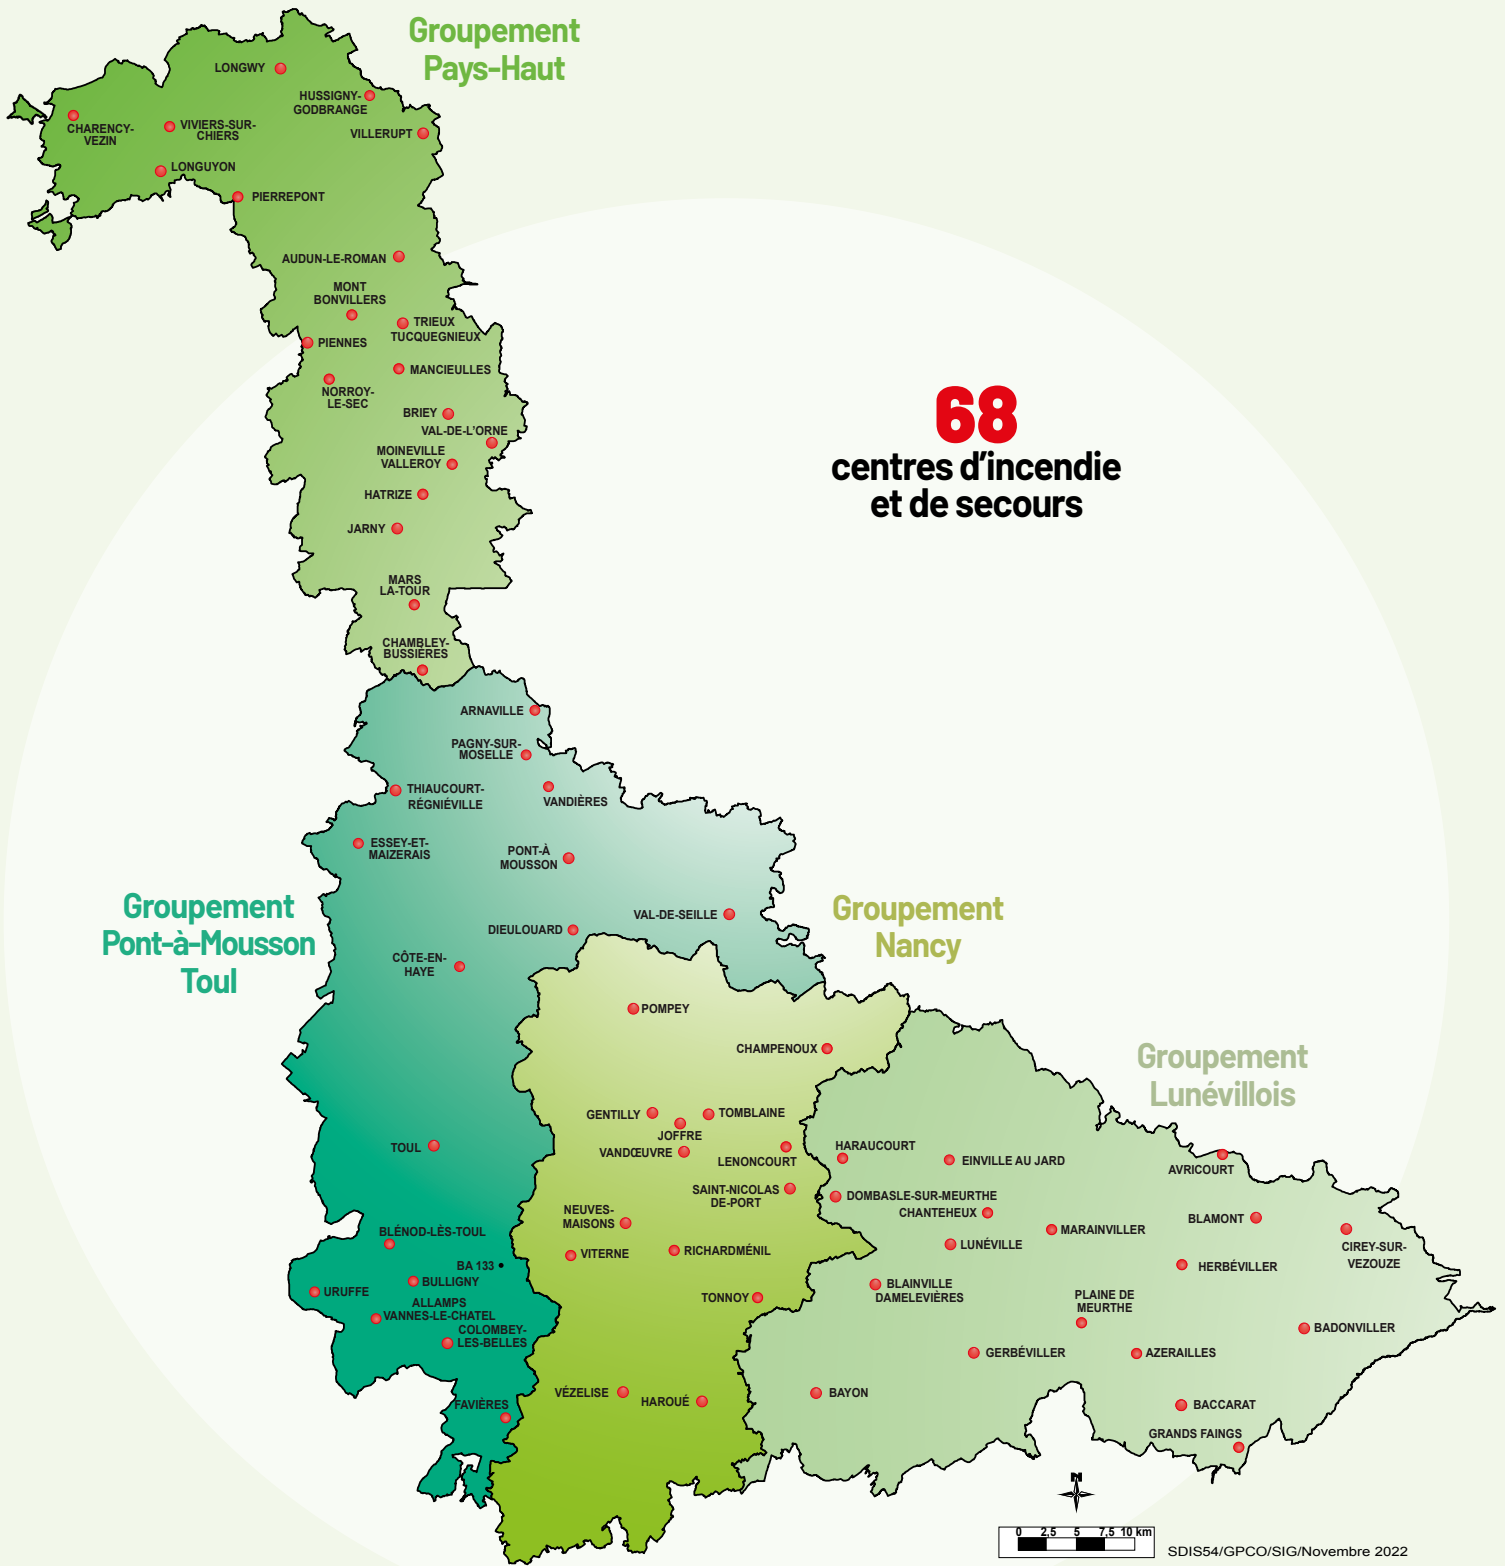 Groupement
Pays-Haut
LONGWY
HUSSIGNY-
GODBRANGE
CHARENCY-
VEZIN
VIVIERS-SUR-
CHIERS
VILLERUPT
LONGUYON
PIERREPONT
AUDUN-LE-ROMAN
MONT
BONVILLERS
TRIEUX
TUCQUEGNIEUX
PIENNES
MANCIEULLES
NORROY-
LE-SEC
BRIEY
VAL-DE-L'ORNE
MOINEVILLE
VALLEROY
HATRIZE
JARNY
MARS
LA-TOUR
CHAMBLEY-
BUSSIÈRES
68
centres d'incendie
et de secours
ARNAVILLE
PAGNY-SUR-
MOSELLE
THIAUCOURT-
RÉGNIÉVILLE
VANDIÈRES
ESSEY-ET-
MAIZERAIS
PONT-À
MOUSSON
Groupement
Pont-à-Mousson
Toul
VAL-DE-SEILLE
DIEULOUARD
CÔTE-EN-
HAYE
Groupement
Nancy
POMPEY
CHAMPENOUX
Groupement
Lunévillois
GENTILLY
TOMBLAINE
JOFFRE
VANDŒUVRE
LENONCOURT
TOUL
HARAUCOURT
EINVILLE AU JARD
AVRICOURT
SAINT-NICOLAS
DE-PORT
DOMBASLE-SUR-MEURTHE
CHANTEHEUX
NEUVES-
MAISONS
MARAINVILLER
BLAMONT
CIREY-SUR-
VEZOUZE
BLÉNOD-LÈS-TOUL
VITERNE
RICHARDMÉNIL
LUNÉVILLE
HERBÉVILLER
BA 133
BULLIGNY
URUFFE
ALLAMPS
VANNES-LE-CHATEL
COLOMBEY-
LES-BELLES
TONNOY
BLAINVILLE
DAMELEVIÈRES
PLAINE DE
MEURTHE
BADONVILLER
GERBÉVILLER
AZERAILLES
VÉZELISE
HAROUÉ
BAYON
BACCARAT
FAVIÈRES
GRANDS FAINGS
N
0 2,5 5 7,5 10 km
SDIS54/GPCO/SIG/Novembre 2022